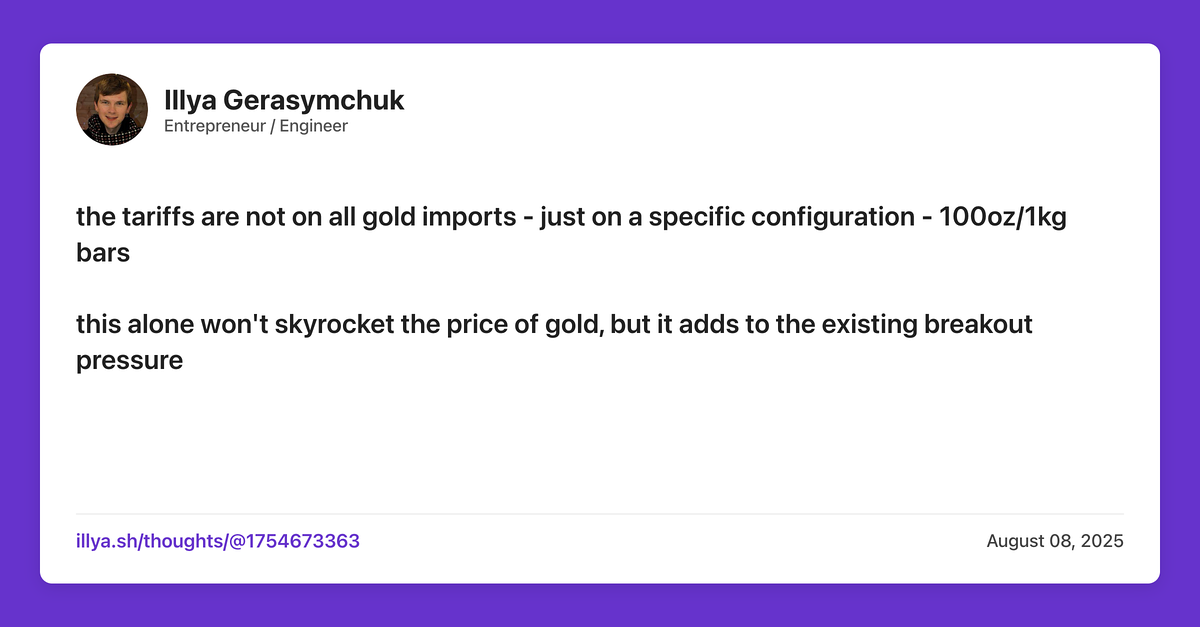 Illya Gerasymchuk
Entrepreneur / Engineer
the tariffs are not on all gold imports - just on a specific configuration - 100oz/1kg
bars
this alone won't skyrocket the price of gold, but it adds to the existing breakout
pressure
illya.sh/thoughts/@1754673363
August 08, 2025